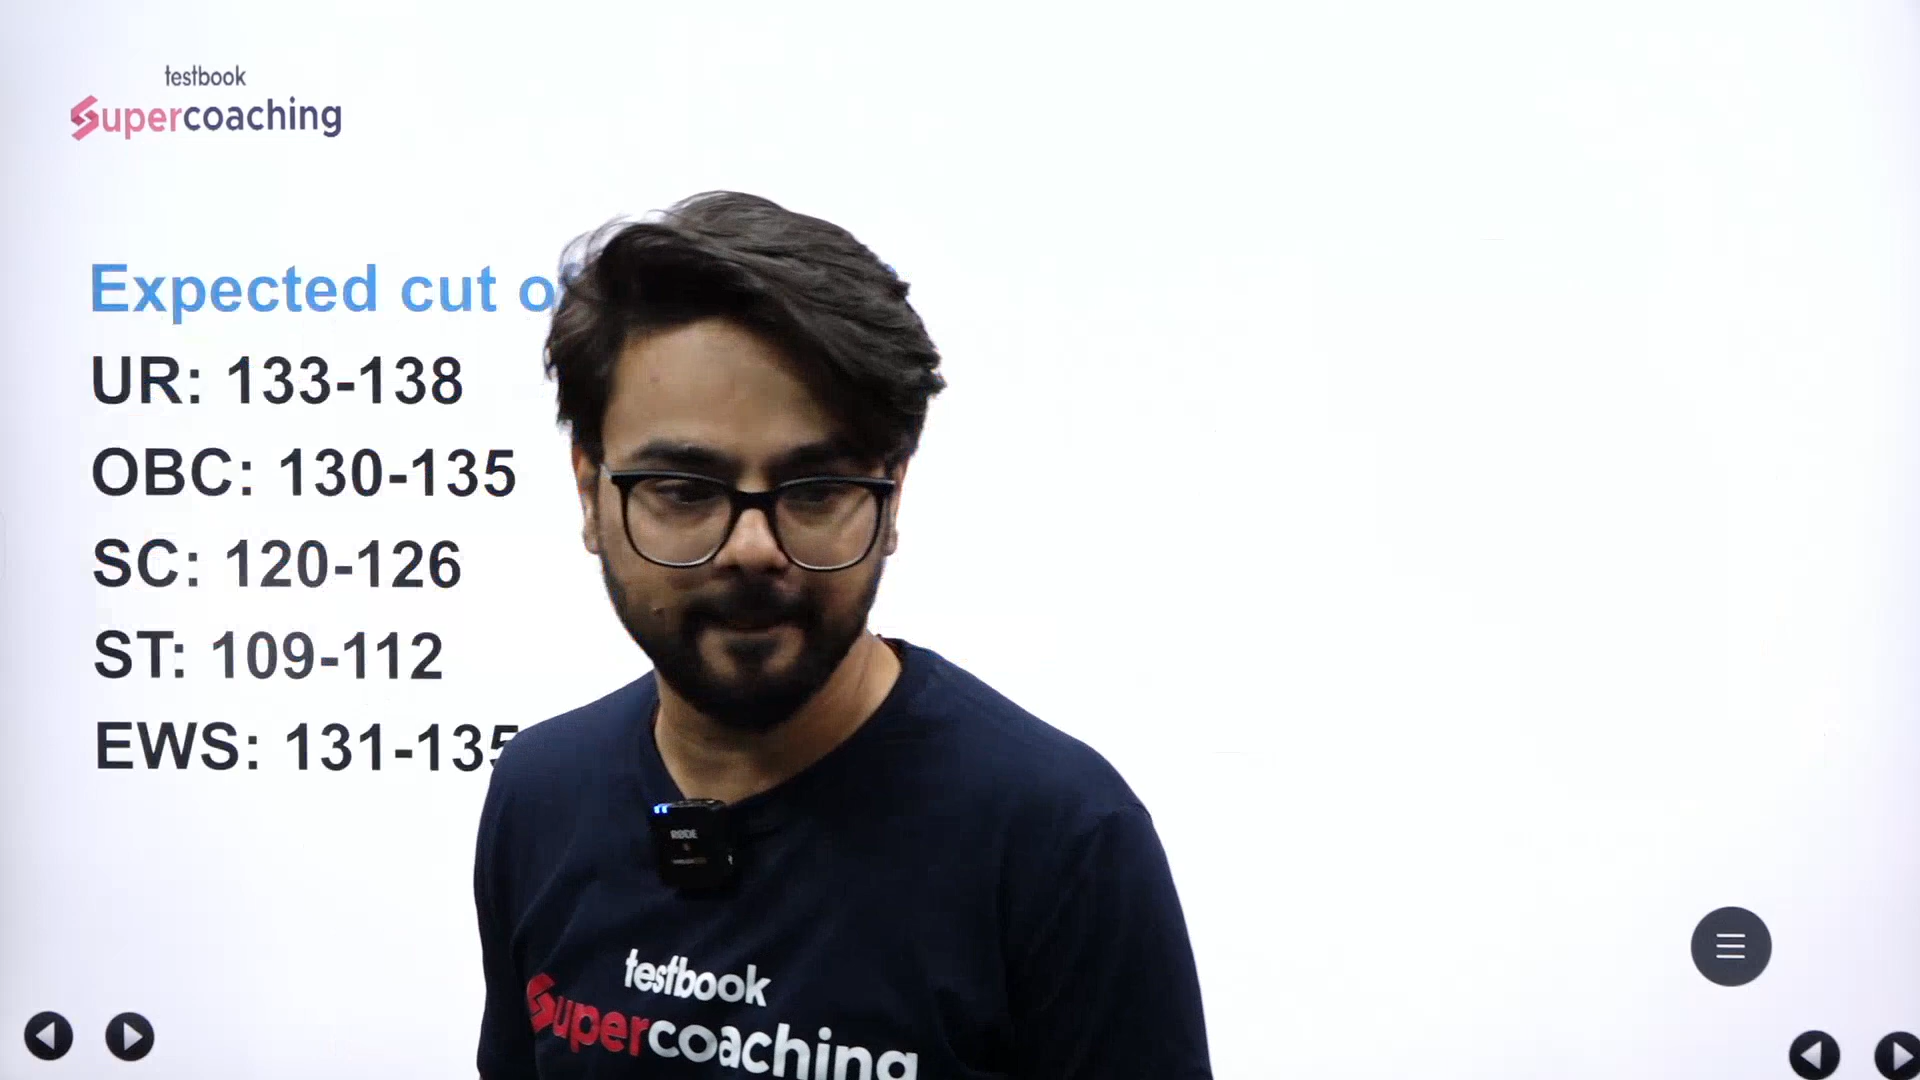 testbook
Supercoaching
Expected cut
UR: 133-138
OBC: 130-135
SC: 120-126
ST: 109-112
EWS: 131-135
RØDE
testbook
Supercoaching